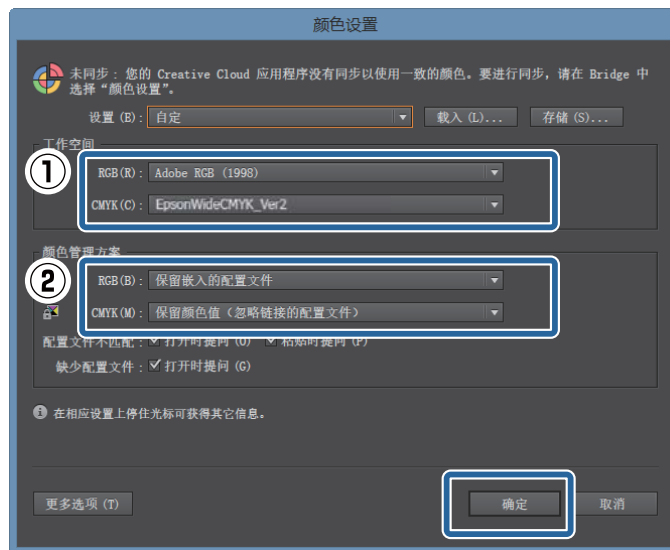 颜色设置
未同步：您的 Creative Cloud 应用程序没有同步以使用一致的颜色。要进行同步，请在 Bridge 中
选择“颜色设置”。
设置 (E)： 自定 载入 (L)... 存储 (S)...
工作空间
① RGB(R)： Adobe RGB (1998)
CMYK(C)： EpsonWideCMYK_Ver2
颜色管理方案
② RGB(B)： 保留嵌入的配置文件
CMYK(M)： 保留颜色值（忽略链接的配置文件）
配置文件不匹配： 打开时提问 (O) 粘贴时提问 (P)
缺少配置文件： 打开时提问 (G)
在相应设置上停住光标可获得其它信息。
更多选项 (T) 确定 取消